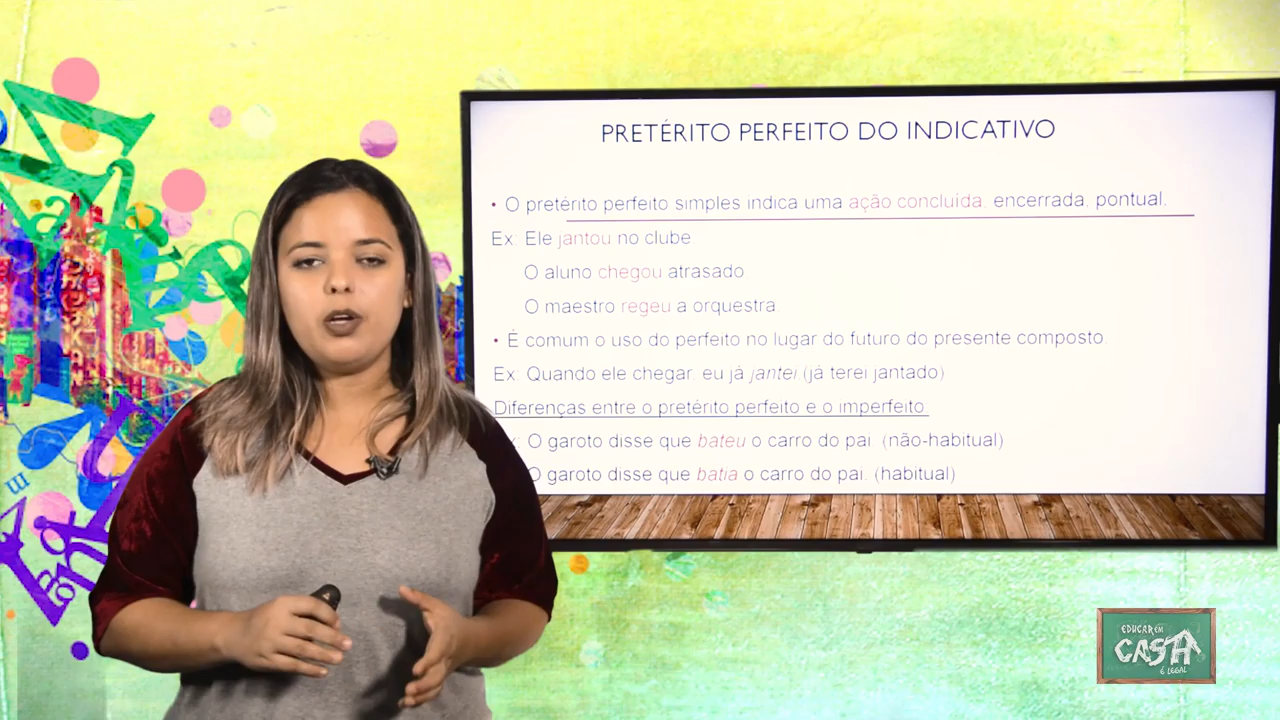 PRETÉRITO PERFEITO DO INDICATIVO
• O pretérito perfeito simples indica uma ação concluída, encerrada, pontual.
Ex: Ele jantou no clube
O aluno chegou atrasado
O maestro regeu a orquestra
• É comum o uso do perfeito no lugar do futuro do presente composto.
Ex: Quando ele chegar, eu já jantei (já terei jantado)
Diferenças entre o pretérito perfeito e o imperfeito
O garoto disse que bateu o carro do pai. (não-habitual)
O garoto disse que batia o carro do pai. (habitual)
EDUCAR EM
CASA
É LEGAL